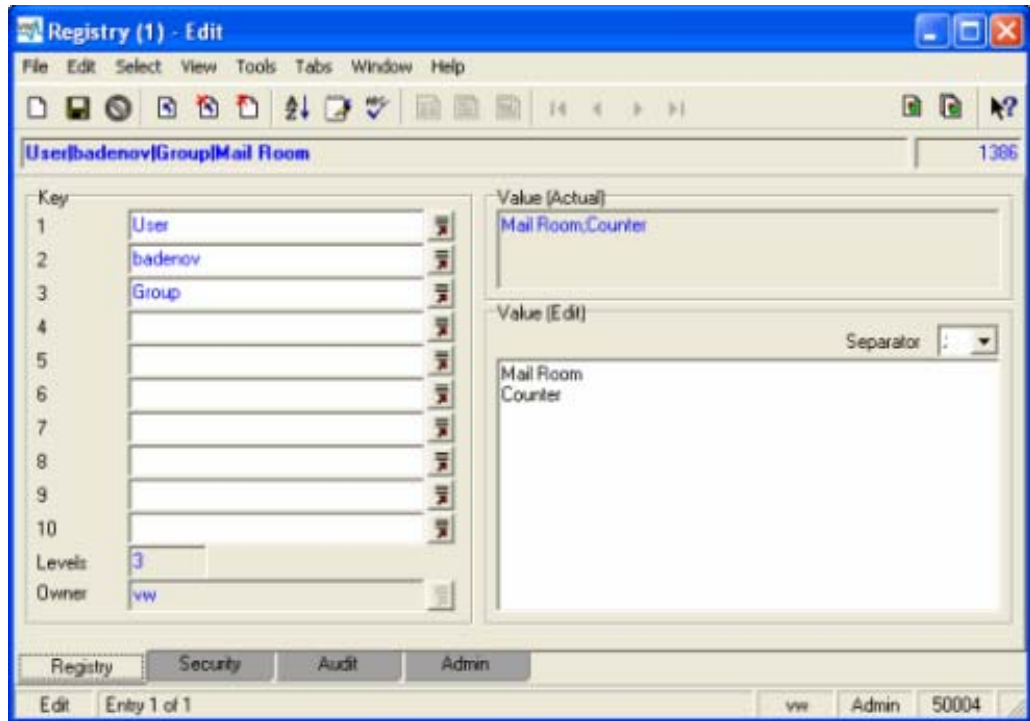 Registry (1) - Edit
File Edit Select View Tools Tabs Window Help
User|badenov|Group|Mail Room 1386
Key
1 User
2 badenov
3 Group
4
5
6
7
8
9
10
Levels 3
Owner vw
Value (Actual)
Mail Room;Counter
Value (Edit)
Separator ;
Mail Room
Counter
Registry Security Audit Admin
Edit Entry 1 of 1 vw Admin 50004